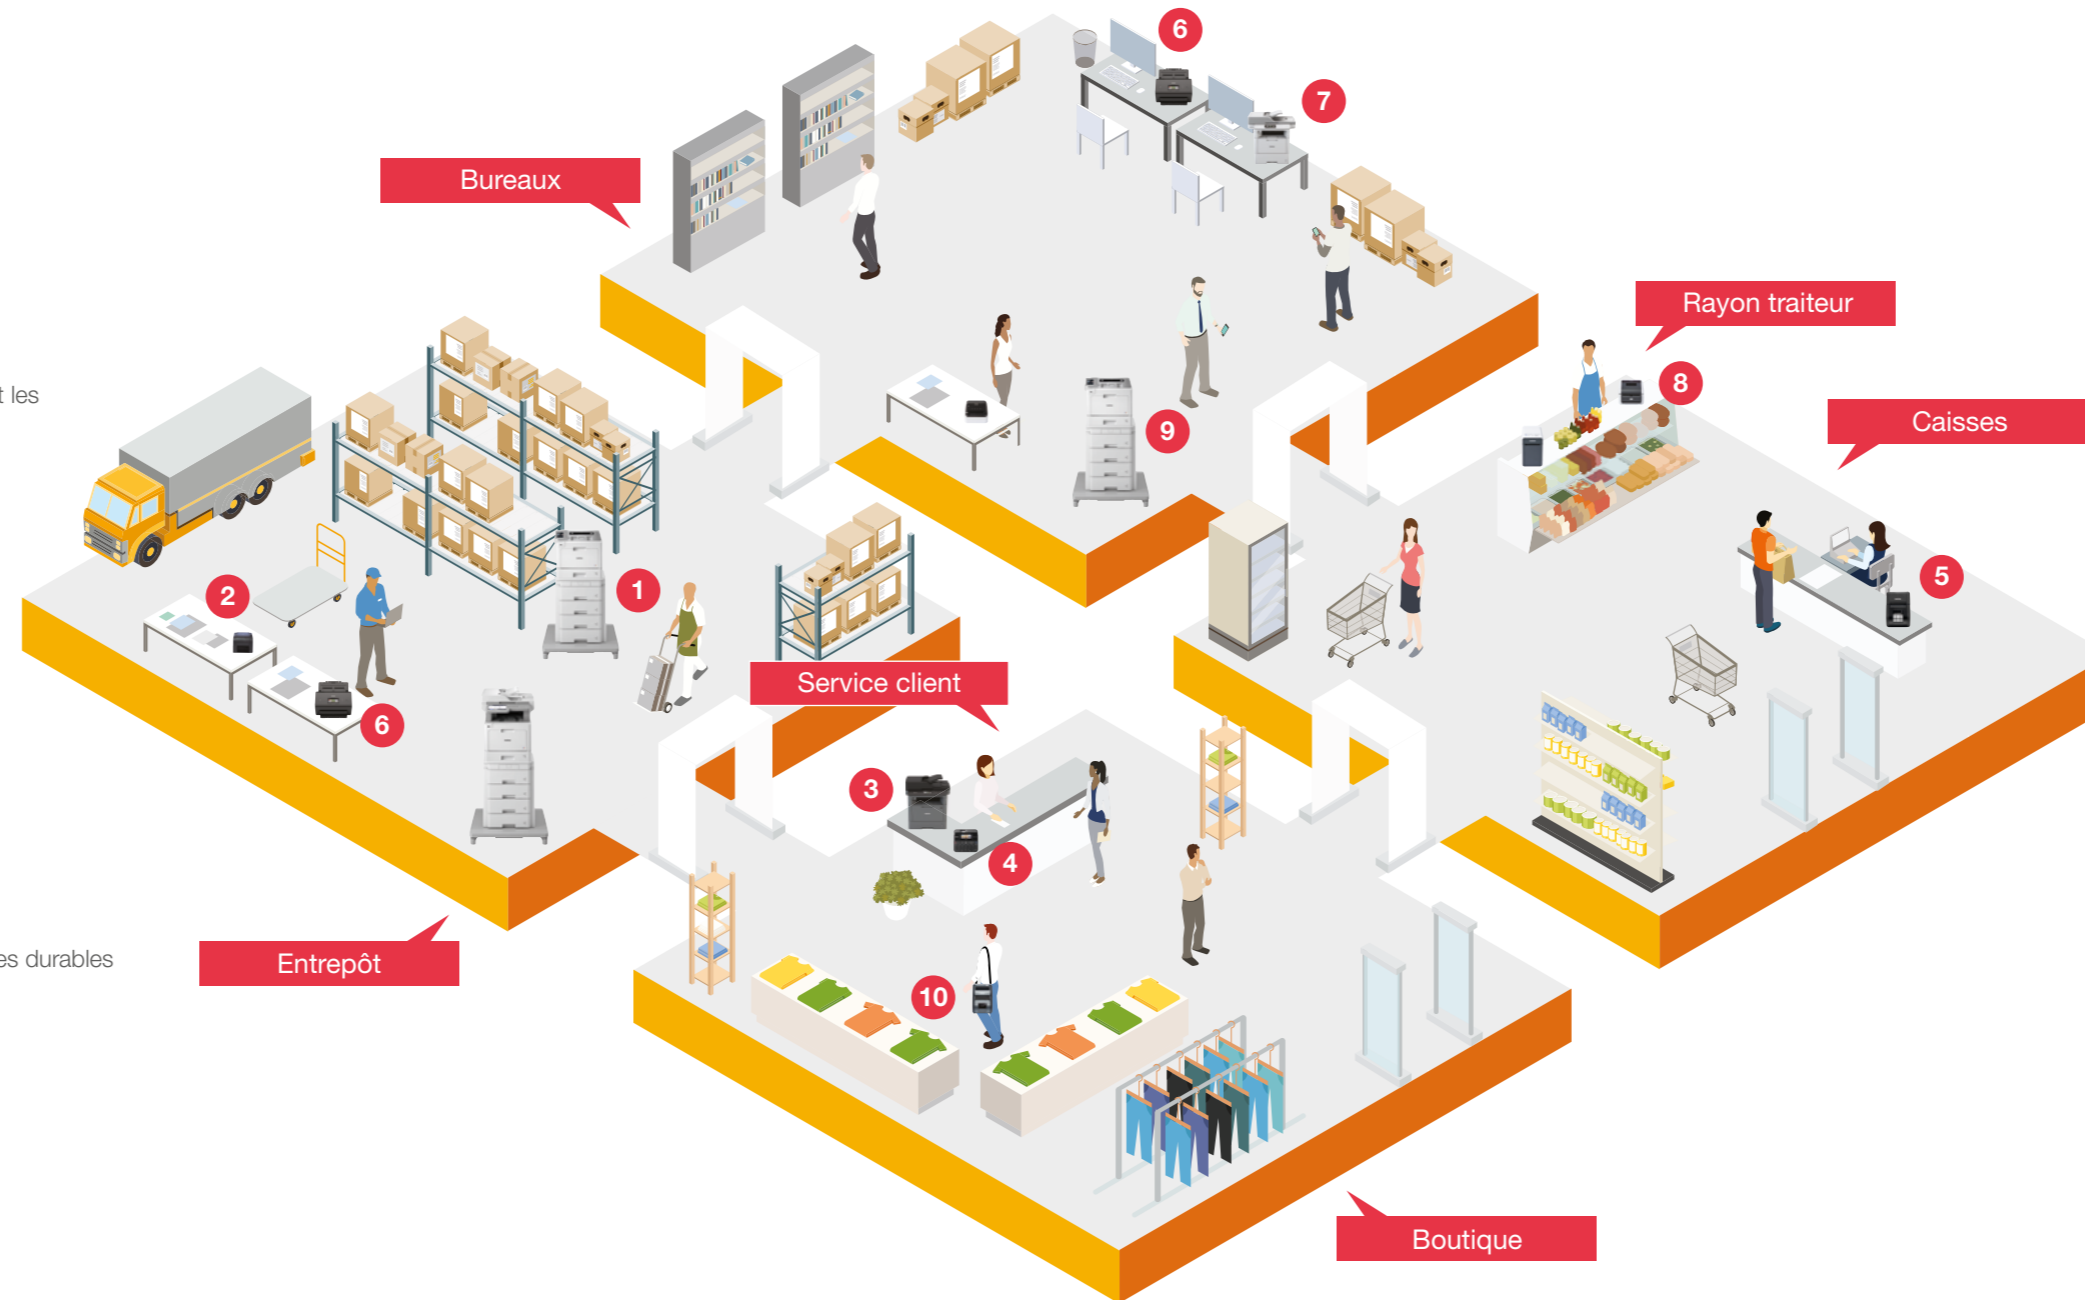 6
7
Bureaux
Rayon traiteur
t les
8
Caisses
9
5
2
1
Service client
6
3
4
es durables
Entrepôt
10
Boutique